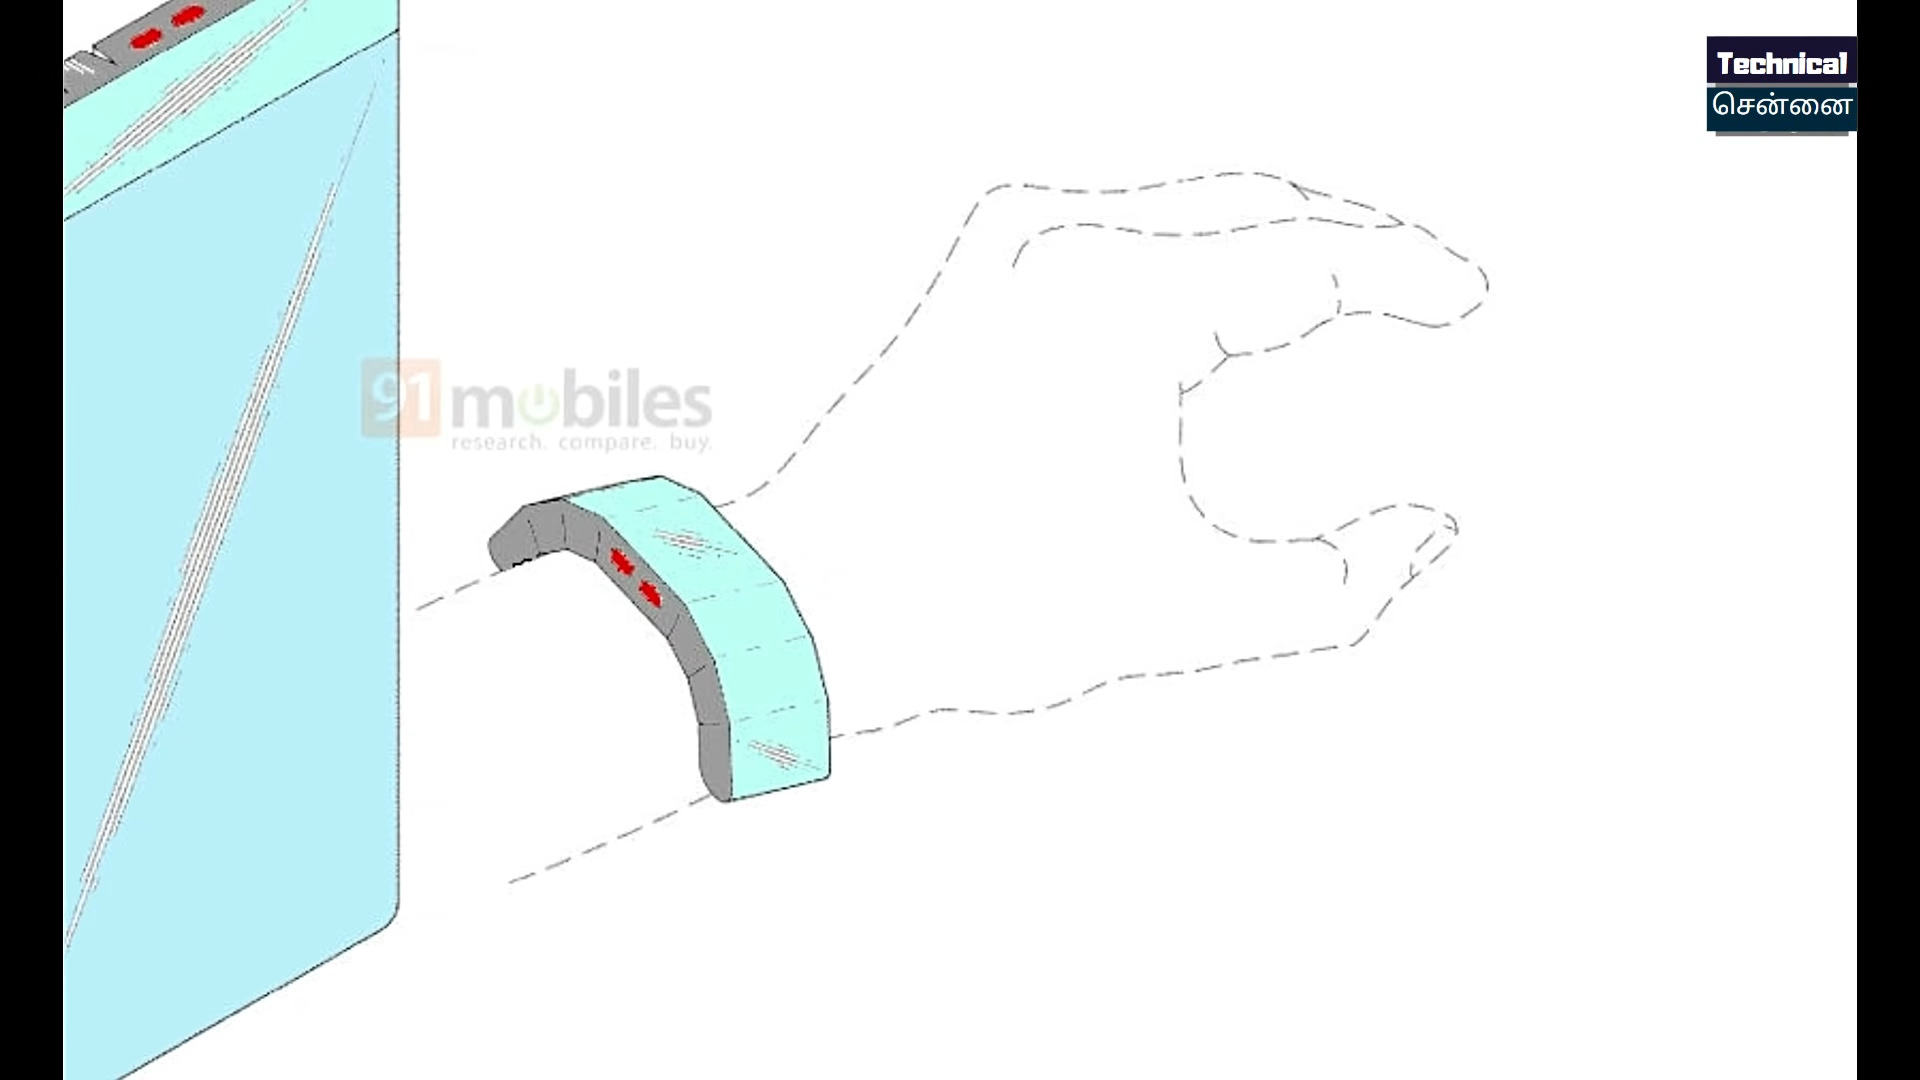 Technical
சென்னை
91mobiles
research. compare. buy.